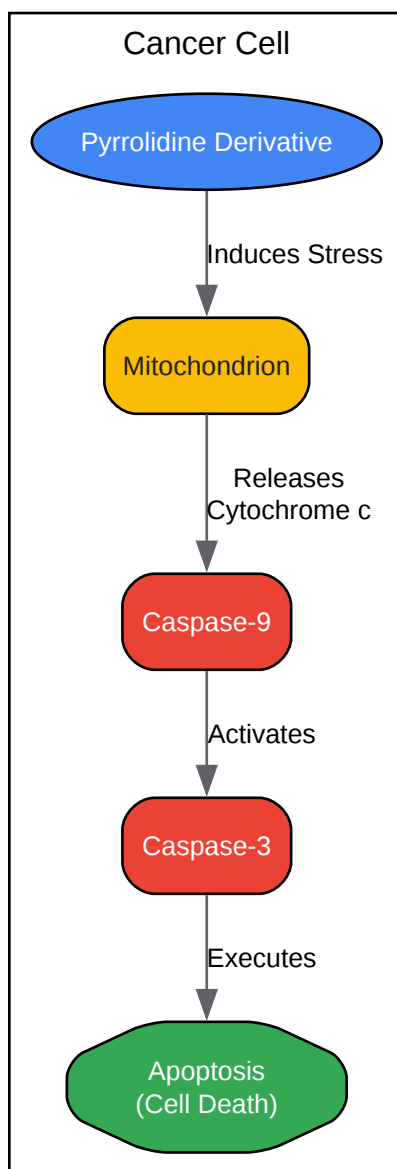 Cancer Cell
Pyrrolidine Derivative
Induces Stress
Mitochondrion
Releases
Cytochrome c
Caspase-9
Activates
Caspase-3
Executes
Apoptosis
(Cell Death)